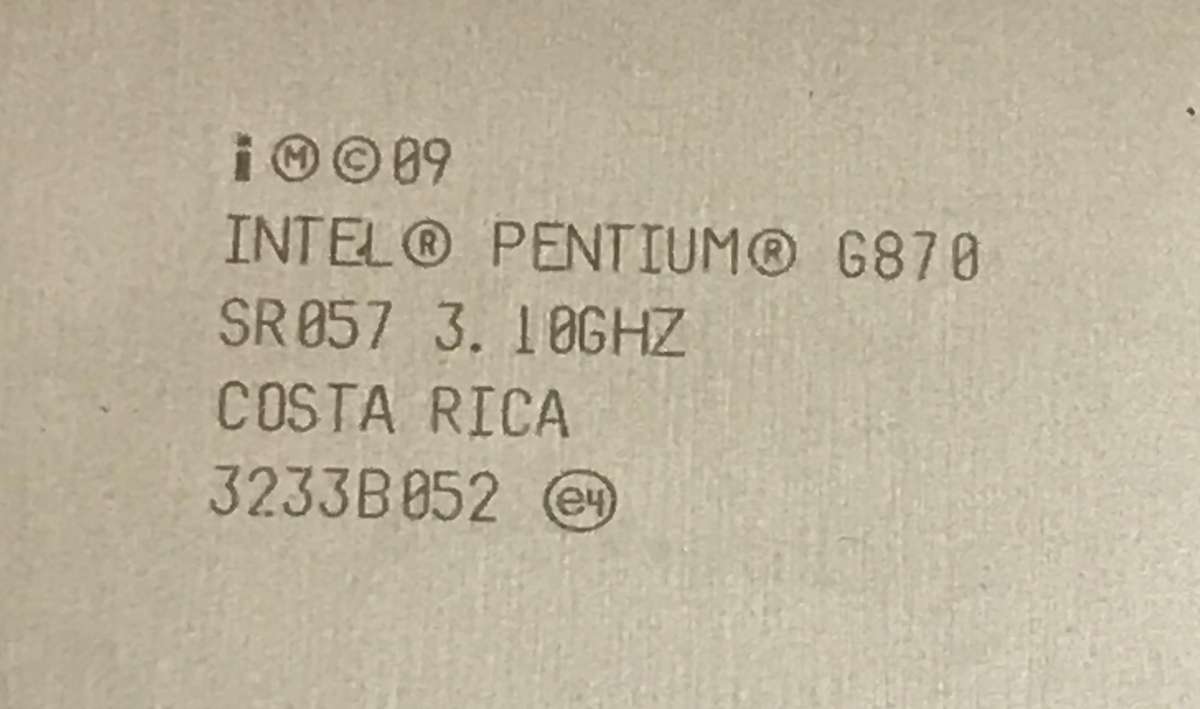 i Ⓜ©09
INTEL® PENTIUM® G870
SR057 3.10GHZ
COSTA RICA
3233B052 e4